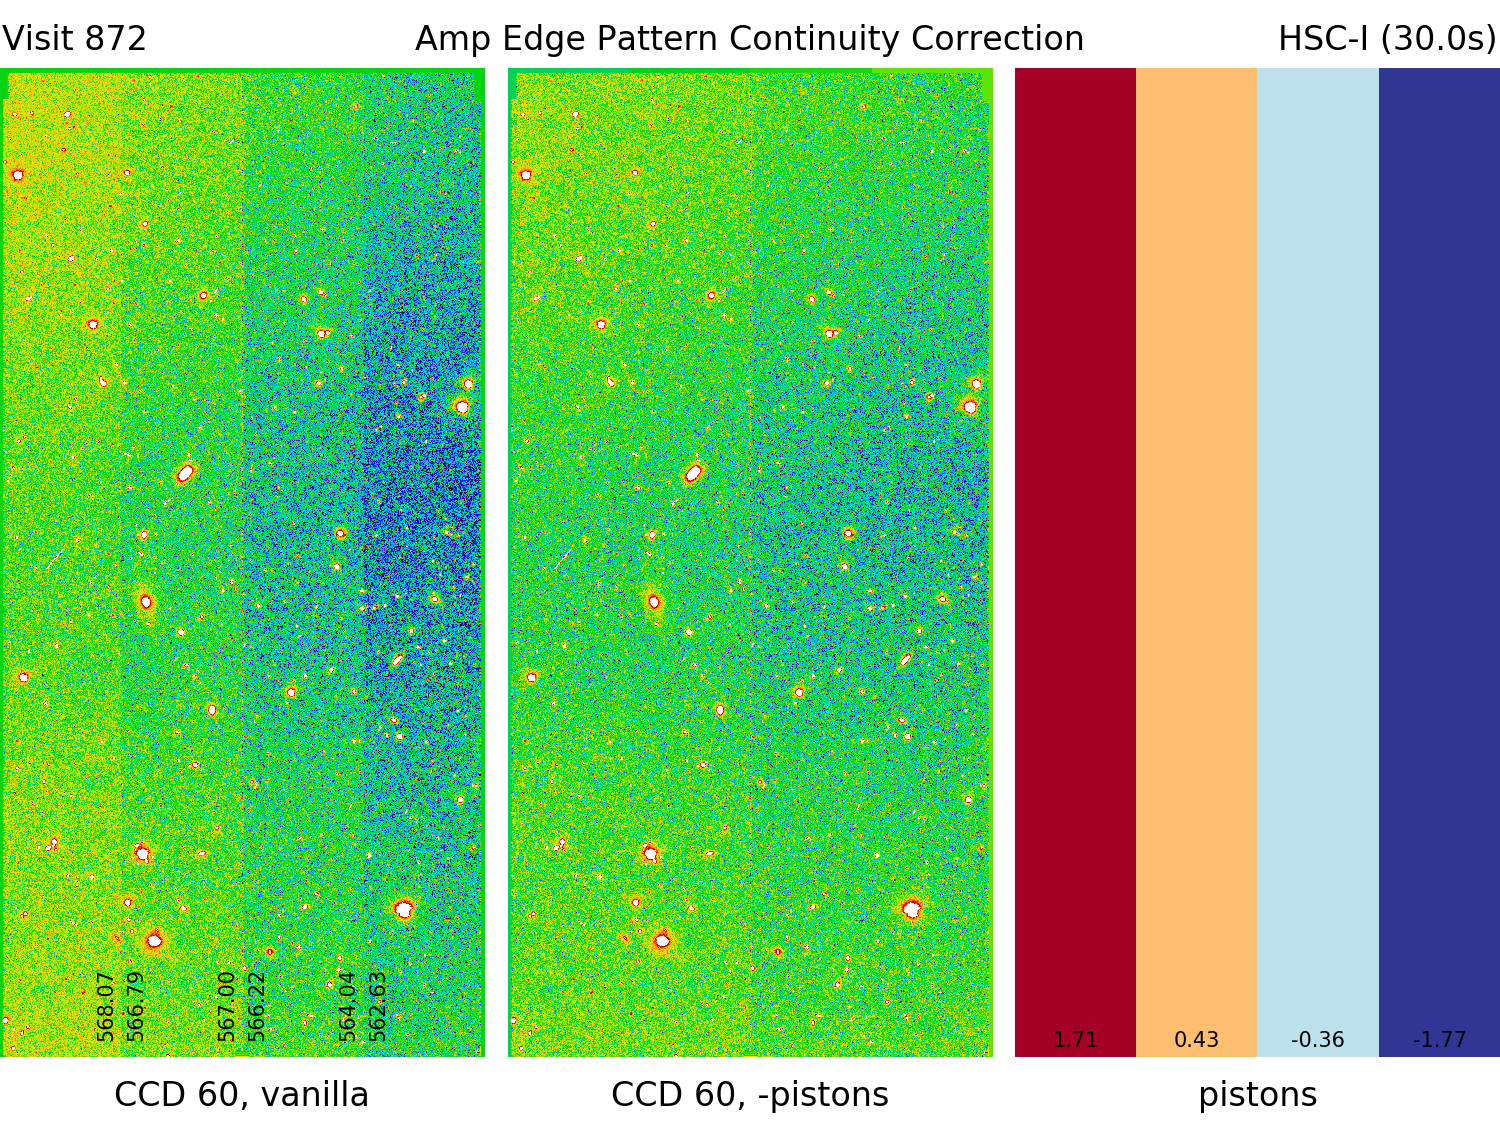 Visit 872 Amp Edge Pattern Continuity Correction HSC-I (30.0s)
568.07 566.79 567.00 566.22 564.04 562.63
1.71 0.43 -0.36 -1.77
CCD 60, vanilla CCD 60, -pistons pistons